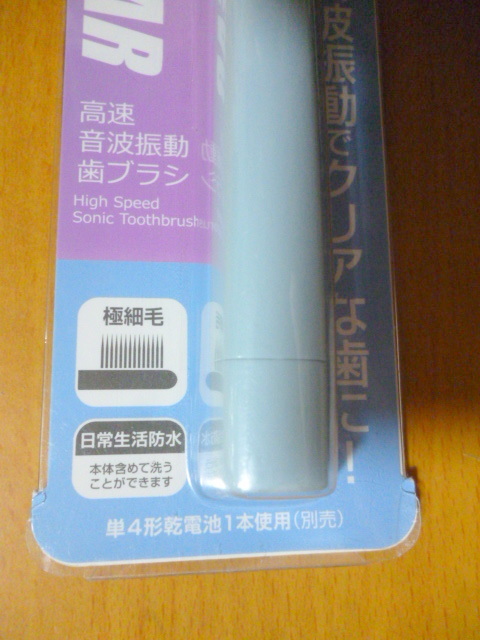 高速
音波振動
歯ブラシ
High Speed
Sonic Toothbrush
波振動でクリアな歯に!
極細毛
日常生活防水
本体含めて洗う
ことができます
単4形乾電池1本使用(別売)